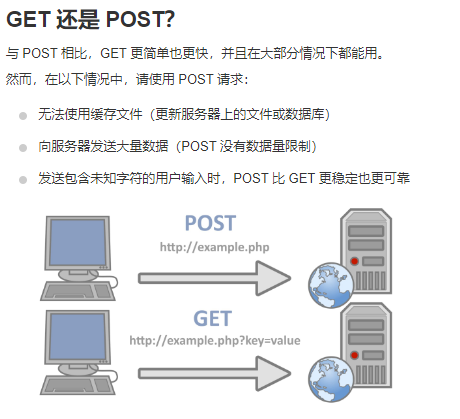 GET 还是 POST？
与 POST 相比，GET 更简单也更快，并且在大部分情况下都能用。
然而，在以下情况中，请使用 POST 请求：
无法使用缓存文件（更新服务器上的文件或数据库）
向服务器发送大量数据（POST 没有数据量限制）
发送包含未知字符的用户输入时，POST 比 GET 更稳定也更可靠
POST
http://example.php
GET
http://example.php?key=value